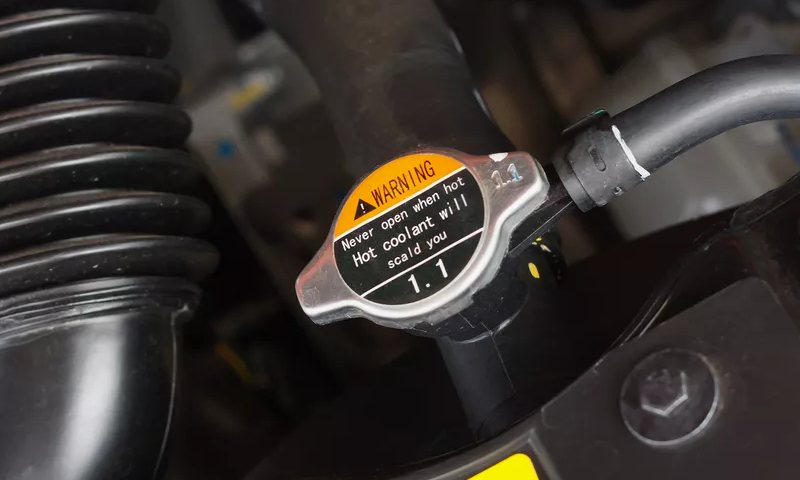 WARNING
Never open when hot
Hot coolant will
scald you
1.1
1.1